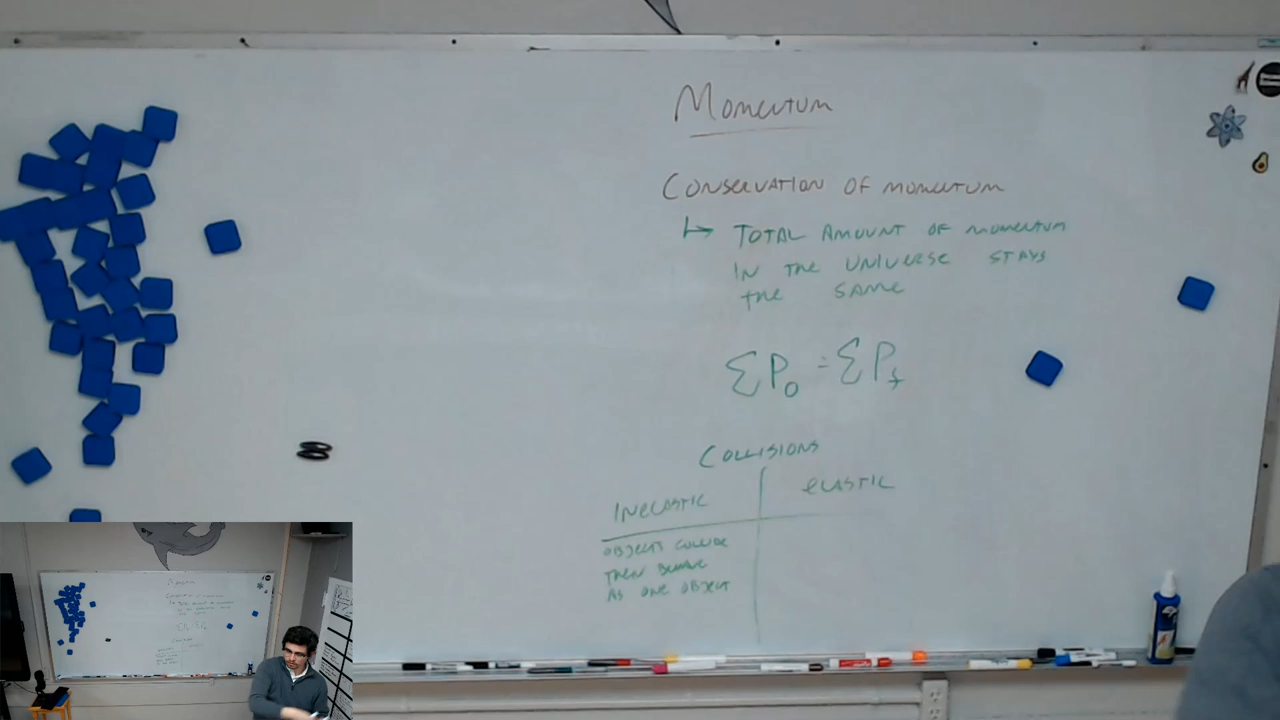 Momentum
CONSERVATION OF MOMENTUM
↳ TOTAL AMOUNT OF MOMENTUM
IN THE UNIVERSE STAYS
THE SAME
ΣP₀ = ΣP_f
COLLISIONS
INELASTIC
ELASTIC
OBJECTS COLLIDE
THEN BEHAVE
AS ONE OBJECT